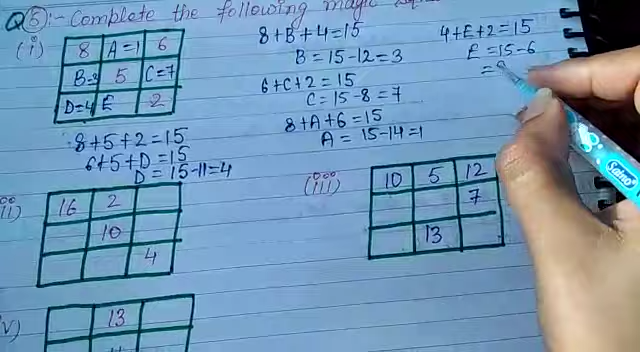 Q5:- Complete the following magic
(i)
8 A=1 6
B=3 5 C=7
D=4 E 2
8+5+2=15
6+5+D=15
D=15-11=4
8+B+4=15
B=15-12=3
6+C+2=15
C=15-8=7
8+A+6=15
A=15-14=1
4+E+2=15
E=15-6
=
ii)
16 2
10
4
(iii)
10 5 12
7
13
v)
13
Saino